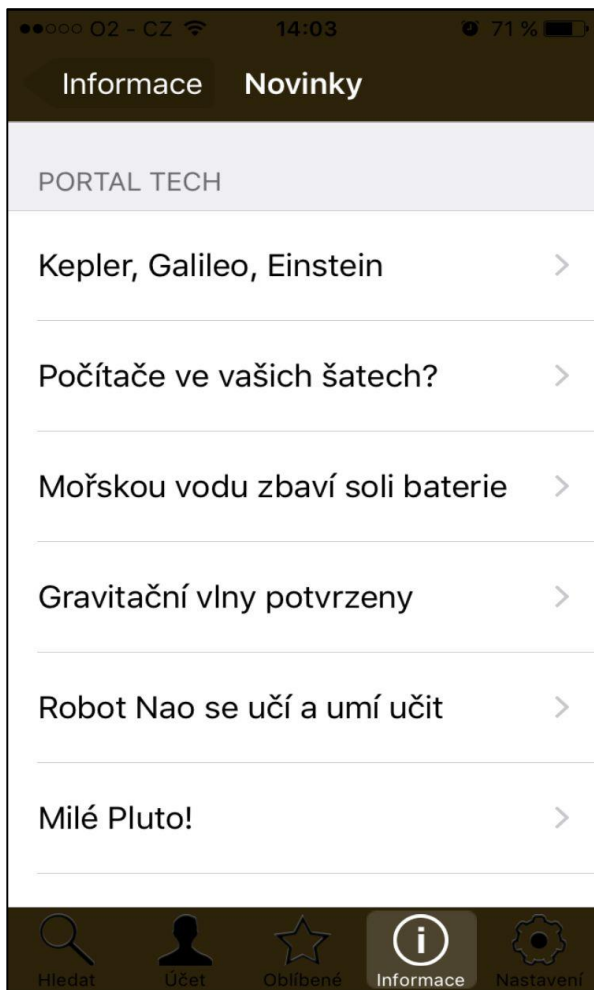 O2 - CZ 14:03 71 %
Informace Novinky
PORTAL TECH
Kepler, Galileo, Einstein
Počítače ve vašich šatech?
Mořskou vodu zbaví soli baterie
Gravitační vlny potvrzeny
Robot Nao se učí a umí učit
Milé Pluto!
Hledat Účet Oblíbené Informace Nastavení